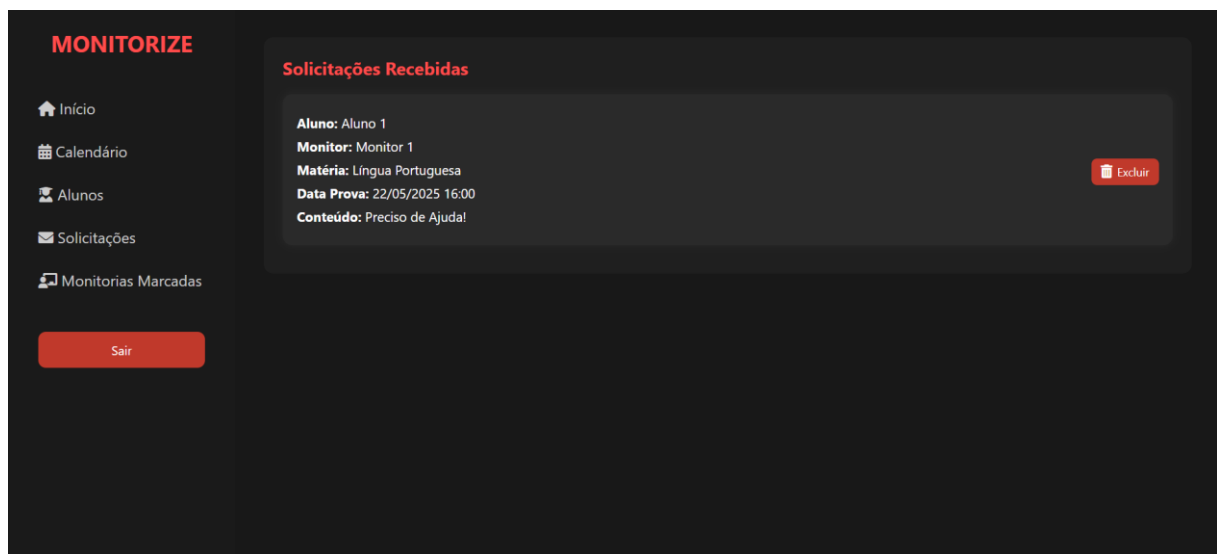 MONITORIZE
Início
Calendário
Alunos
Solicitações
Monitorias Marcadas
Sair
Solicitações Recebidas
Aluno: Aluno 1
Monitor: Monitor 1
Matéria: Língua Portuguesa
Data Prova: 22/05/2025 16:00
Conteúdo: Preciso de Ajuda!
Excluir